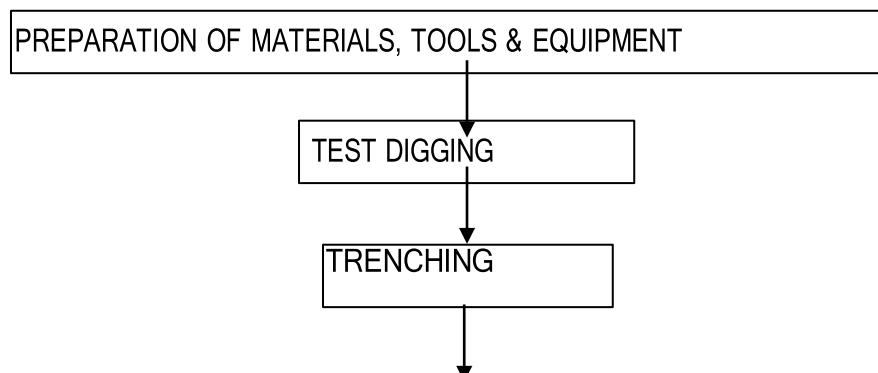 PREPARATION OF MATERIALS, TOOLS & EQUIPMENT
TEST DIGGING
TRENCHING